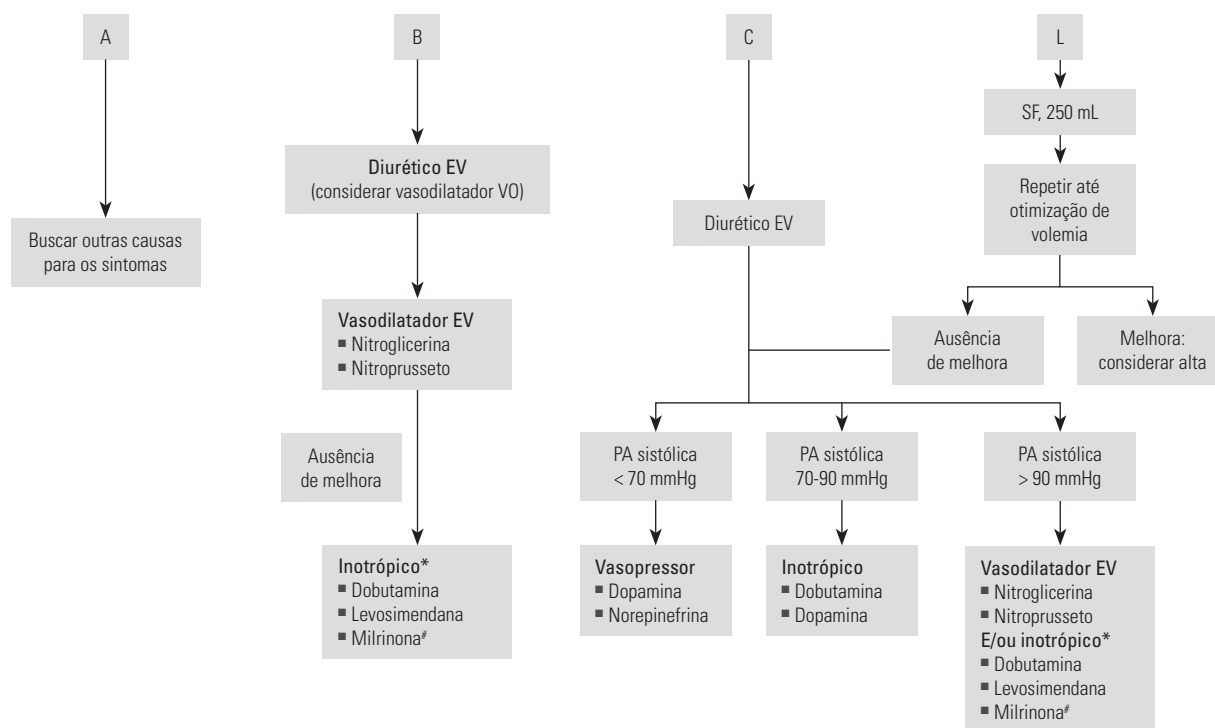 A
B
C
L
Buscar outras causas
para os sintomas
Diurético EV
(considerar vasodilatador VO)
Vasodilatador EV
▪ Nitroglicerina
▪ Nitroprusseto
Ausência
de melhora
Inotrópico*
▪ Dobutamina
▪ Levosimendana
▪ Milrinona#
Diurético EV
SF, 250 mL
Repetir até
otimização de
volemia
Ausência
de melhora
Melhora:
considerar alta
PA sistólica
< 70 mmHg
PA sistólica
70-90 mmHg
PA sistólica
> 90 mmHg
Vasopressor
▪ Dopamina
▪ Norepinefrina
Inotrópico
▪ Dobutamina
▪ Dopamina
Vasodilatador EV
▪ Nitroglicerina
▪ Nitroprusseto
E/ou inotrópico*
▪ Dobutamina
▪ Levosimendana
▪ Milrinona#